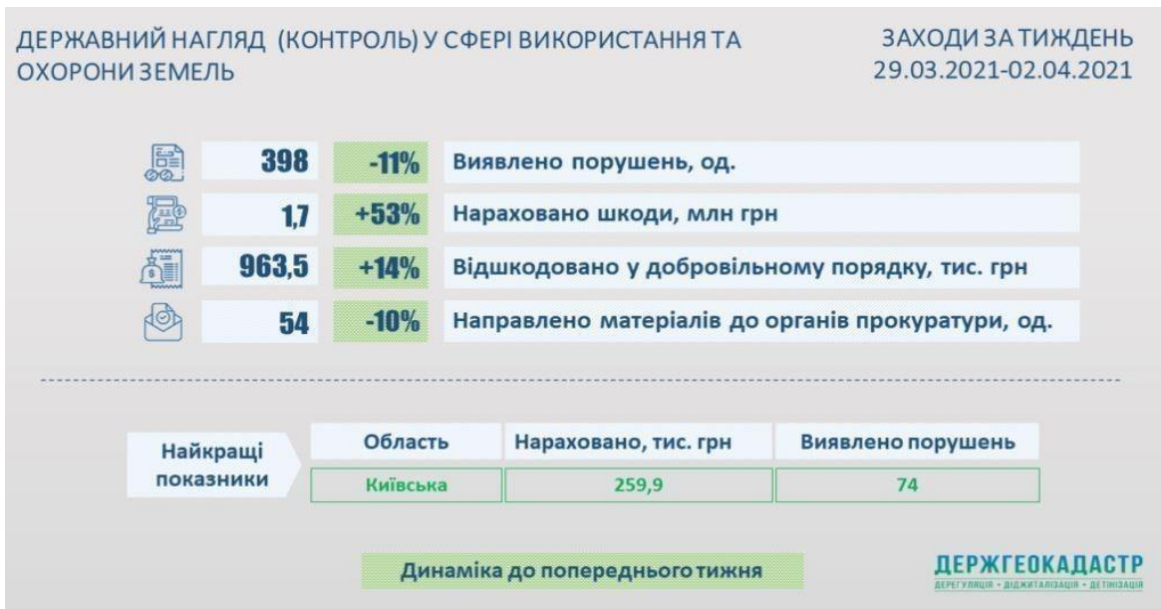 ДЕРЖАВНИЙ НАГЛЯД (КОНТРОЛЬ) У СФЕРІ ВИКОРИСТАННЯ ТА
ОХОРОНИ ЗЕМЕЛЬ
ЗАХОДИ ЗА ТИЖДЕНЬ
29.03.2021-02.04.2021
398 -11% Виявлено порушень, од.
1,7 +53% Нараховано шкоди, млн грн
963,5 +14% Відшкодовано у добровільному порядку, тис. грн
54 -10% Направлено матеріалів до органів прокуратури, од.
Найкращі
показники
Область Нараховано, тис. грн Виявлено порушень
Київська 259,9 74
Динаміка до попереднього тижня
ДЕРЖГЕОКАДАСТР
ДЕРЕГУЛЯЦІЯ • ДІДЖИТАЛІЗАЦІЯ • ДЕТІНІЗАЦІЯ